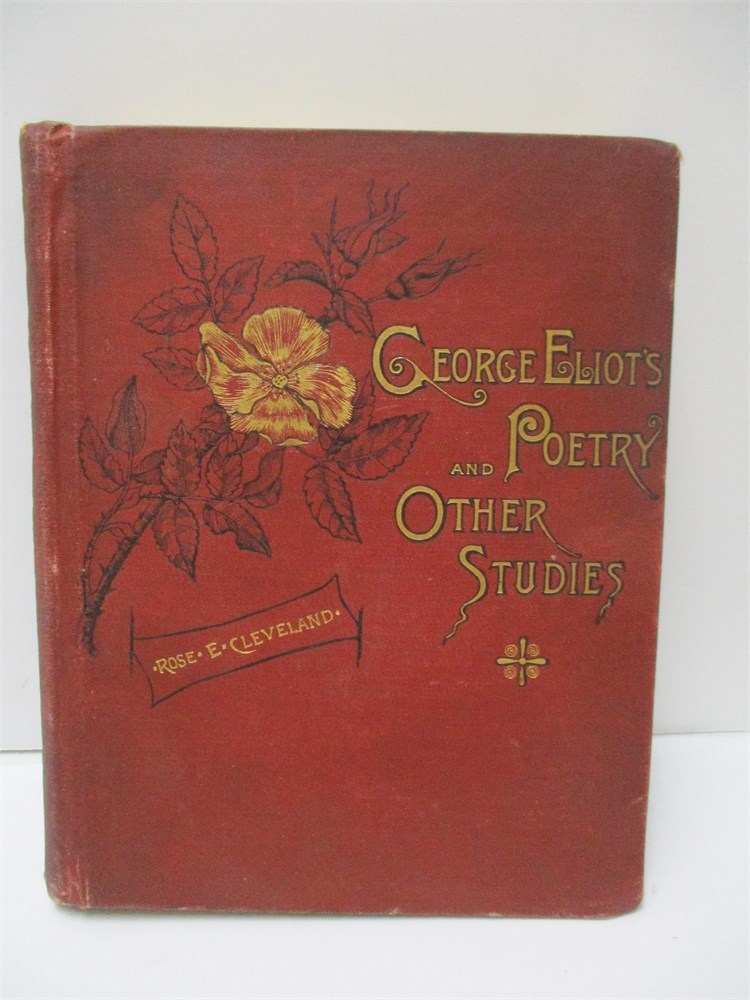 GEORGE ELIOT'S
POETRY
AND
OTHER
STUDIES
·ROSE·E·CLEVELAND·